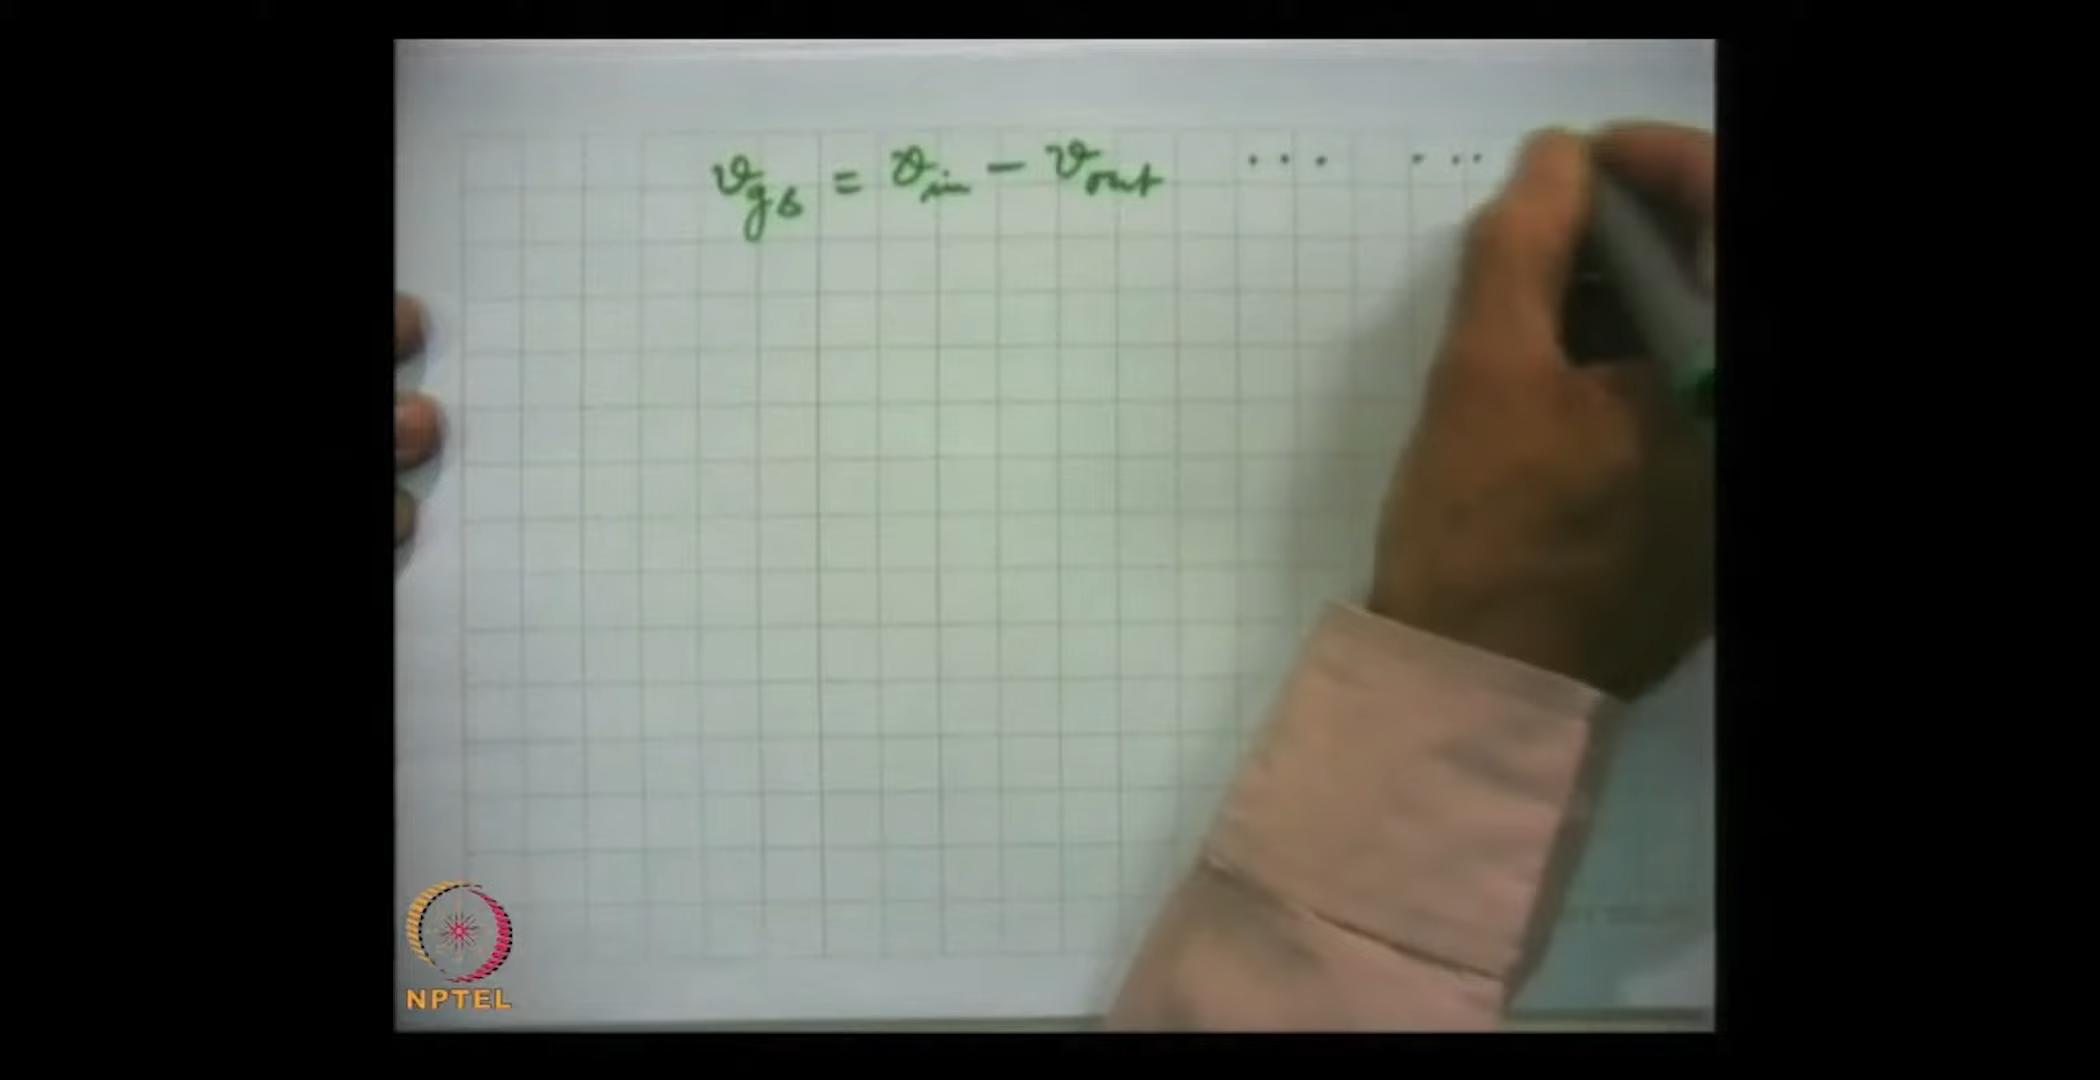 v_gs = v_in - v_out ... ...
NPTEL